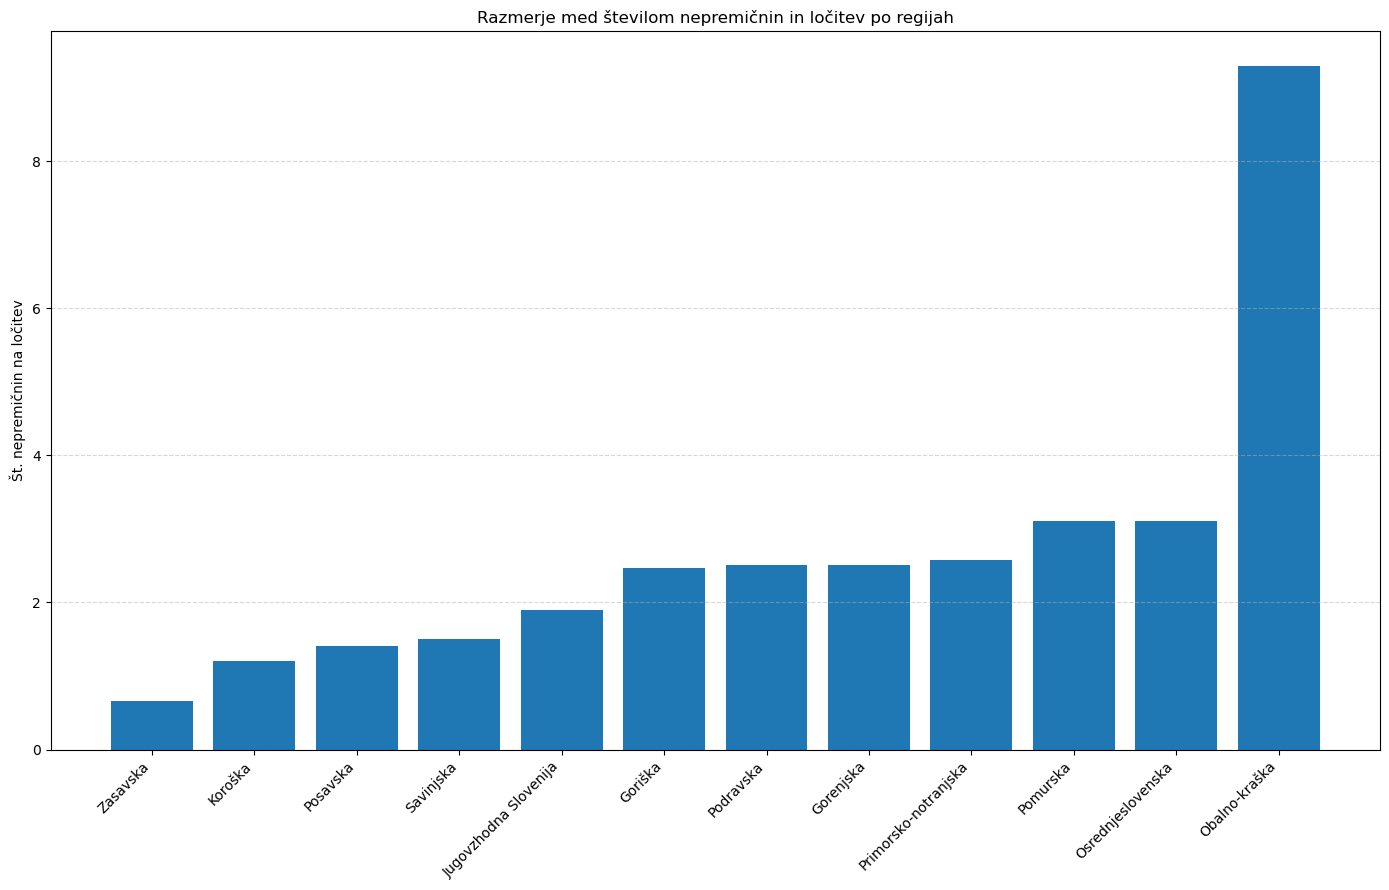 Razmerje med številom nepremičnin in ločitev po regijah
Št. nepremičnin na ločitev
8
6
4
2
0
Zasavska
Koroška
Posavska
Savinjska
Jugovzhodna Slovenija
Goriška
Podravska
Gorenjska
Primorsko-notranjska
Pomurska
Osrednjeslovenska
Obalno-kraška